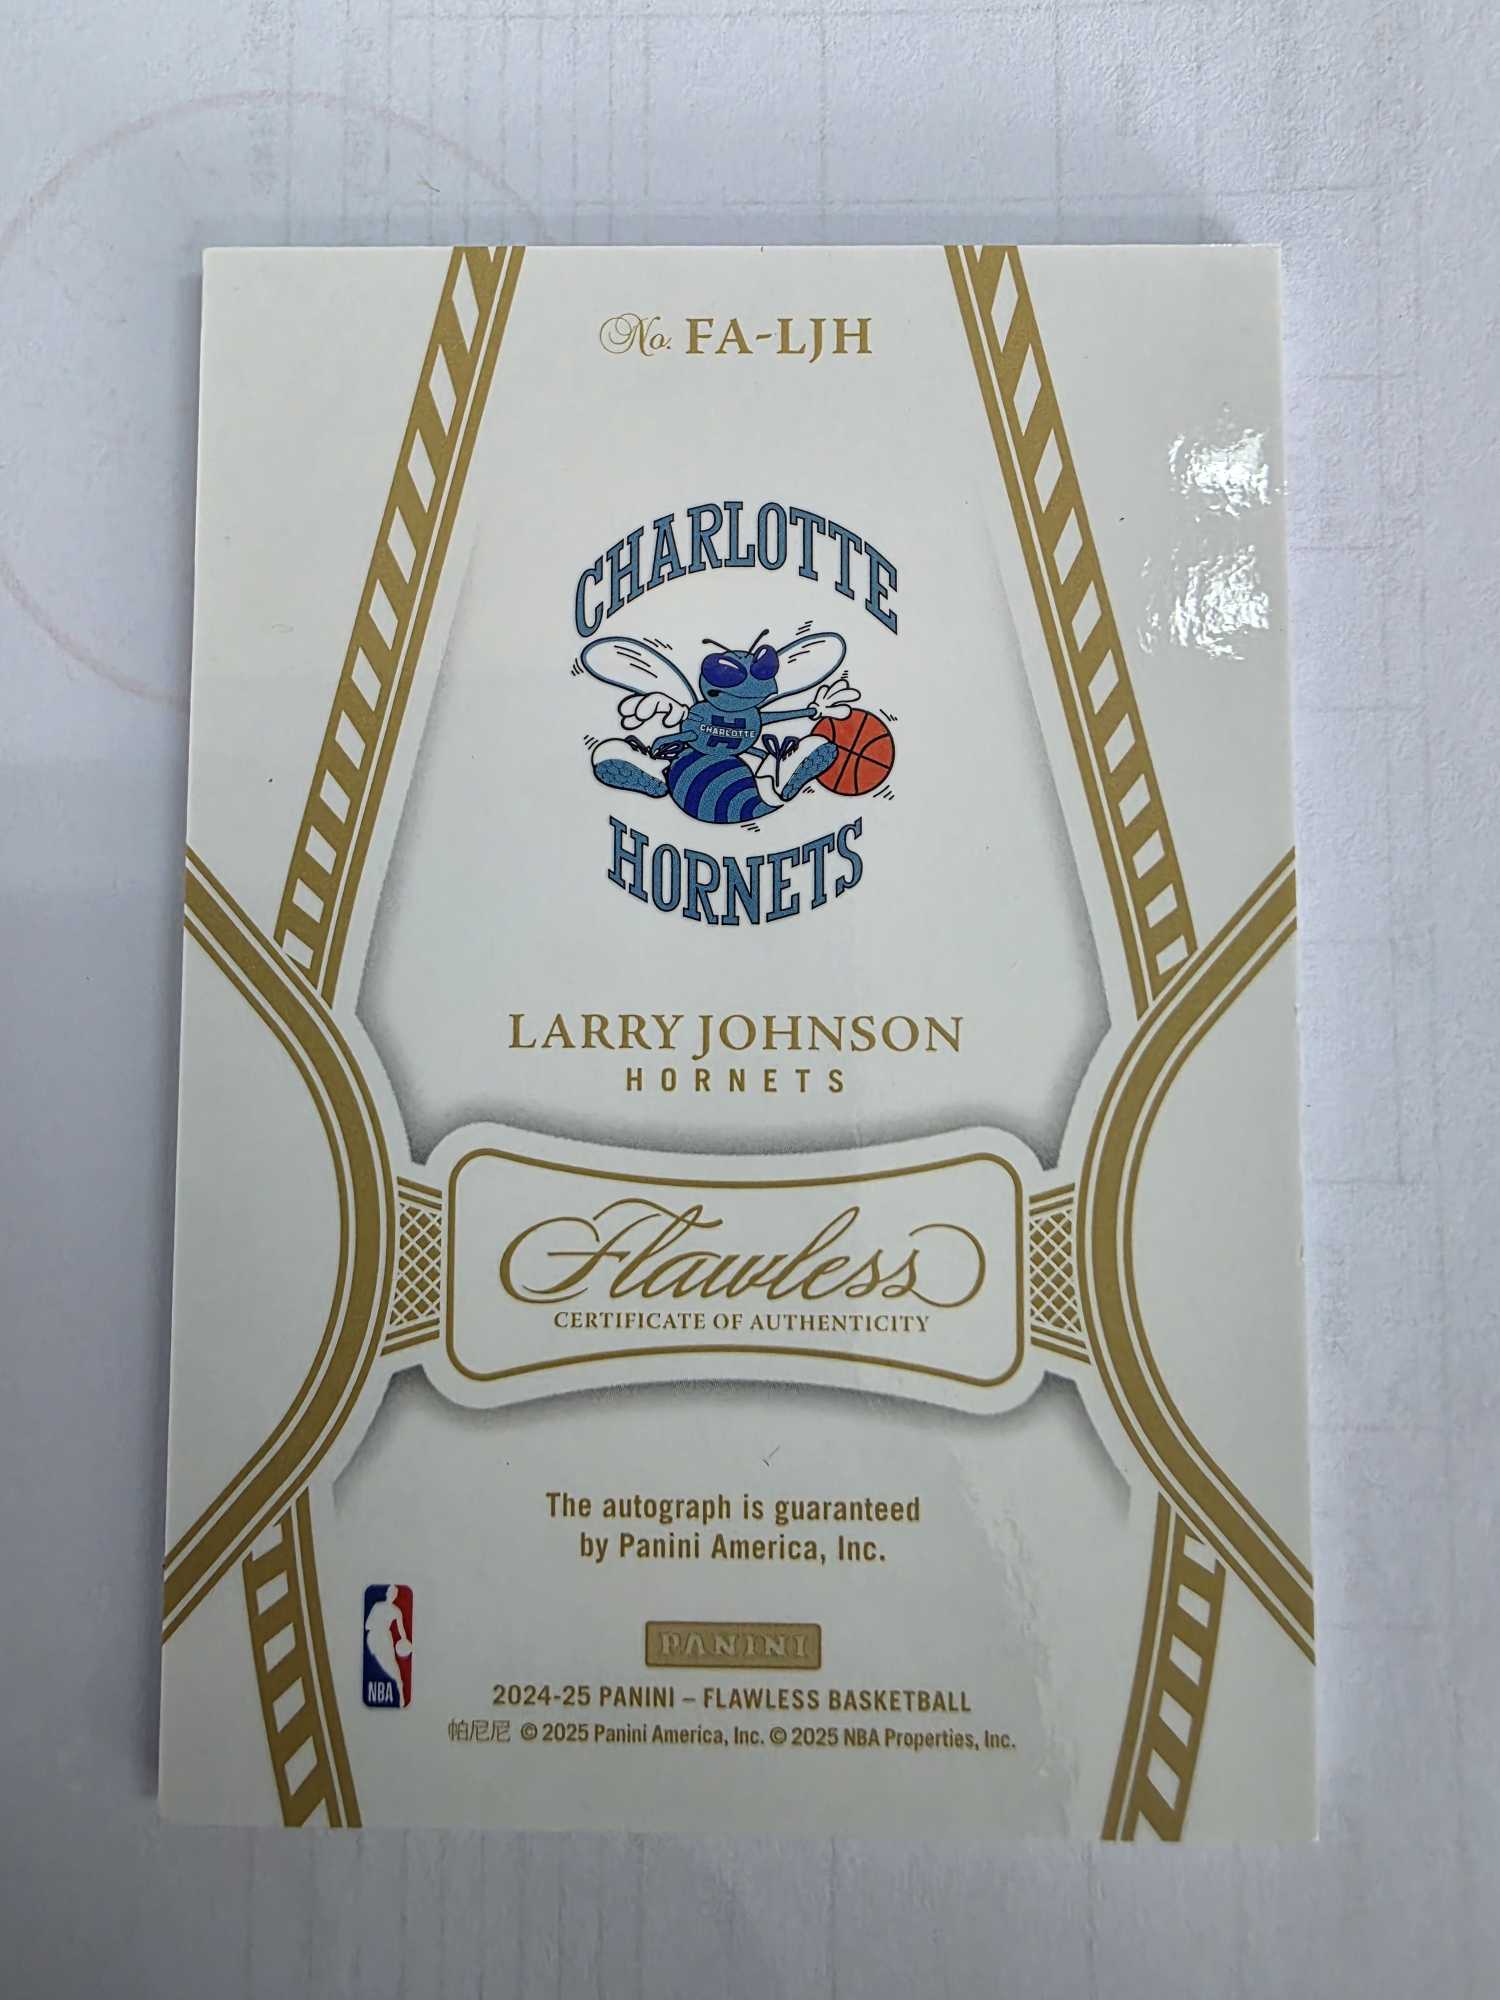 No. FA-LJH
CHARLOTTE
CHARLOTTE
HORNETS
LARRY JOHNSON
HORNETS
Flawless
CERTIFICATE OF AUTHENTICITY
The autograph is guaranteed
by Panini America, Inc.
PANINI
NBA
2024-25 PANINI – FLAWLESS BASKETBALL
帕尼尼 © 2025 Panini America, Inc. © 2025 NBA Properties, Inc.